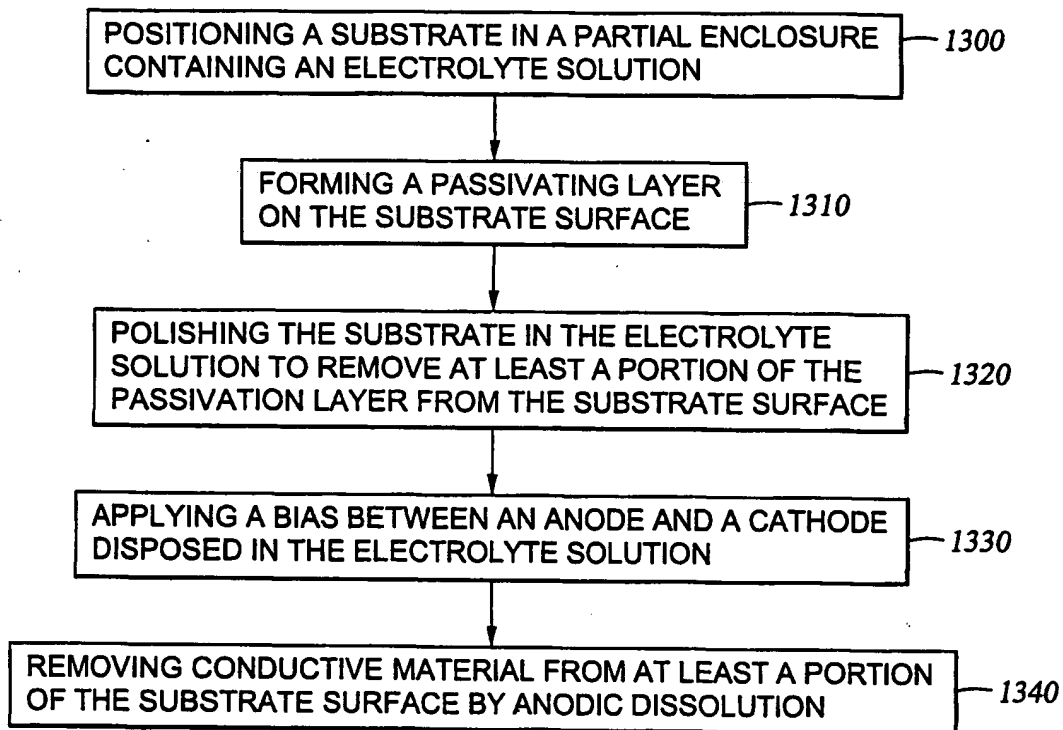 POSITIONING A SUBSTRATE IN A PARTIAL ENCLOSURE
CONTAINING AN ELECTROLYTE SOLUTION
1300
FORMING A PASSIVATING LAYER
ON THE SUBSTRATE SURFACE
1310
POLISHING THE SUBSTRATE IN THE ELECTROLYTE
SOLUTION TO REMOVE AT LEAST A PORTION OF THE
PASSIVATION LAYER FROM THE SUBSTRATE SURFACE
1320
APPLYING A BIAS BETWEEN AN ANODE AND A CATHODE
DISPOSED IN THE ELECTROLYTE SOLUTION
1330
REMOVING CONDUCTIVE MATERIAL FROM AT LEAST A PORTION
OF THE SUBSTRATE SURFACE BY ANODIC DISSOLUTION
1340